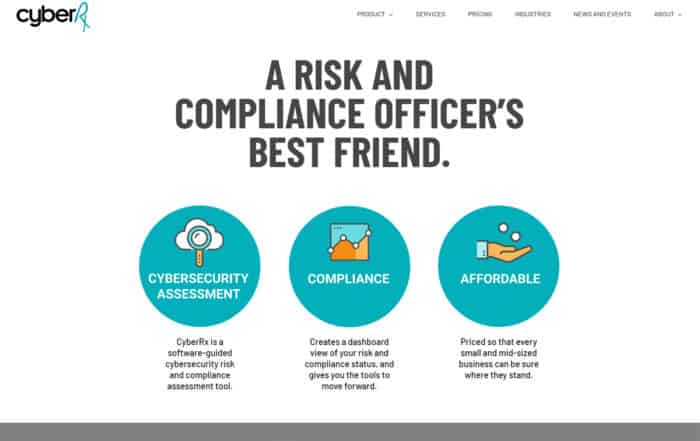 cyberRx
PRODUCT
SERVICES
PRICING
INDUSTRIES
NEWS AND EVENTS
ABOUT
A RISK AND
COMPLIANCE OFFICER'S
BEST FRIEND.
CYBERSECURITY
ASSESSMENT
CyberRx is a
software-guided
cybersecurity risk
and compliance
assessment tool.
COMPLIANCE
Creates a dashboard
view of your risk and
compliance status, and
gives you the tools to
move forward.
AFFORDABLE
Priced so that every
small and mid-sized
business can be sure
where they stand.